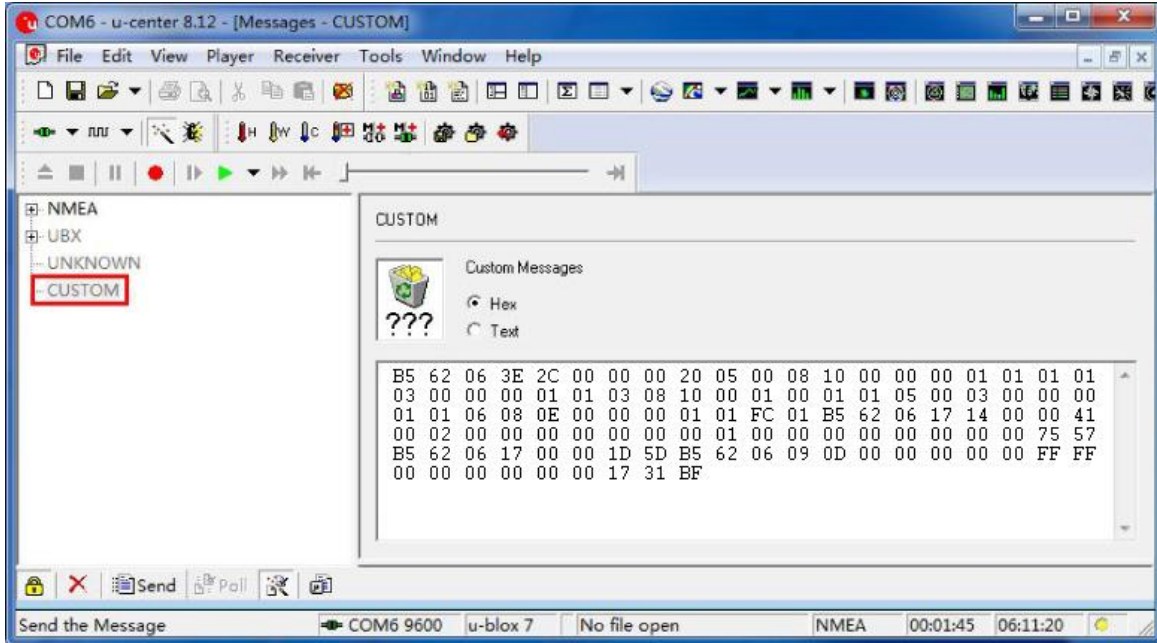 COM6 - u-center 8.12 - [Messages - CUSTOM]
File Edit View Player Receiver Tools Window Help
NMEA
UBX
UNKNOWN
CUSTOM
CUSTOM
Custom Messages
Hex
Text
???
B5 62 06 3E 2C 00 00 00 20 05 00 08 10 00 00 00 01 01 01 01
03 00 00 00 01 01 03 08 10 00 01 00 01 01 05 00 03 00 00 00
01 01 06 08 0E 00 00 00 01 01 FC 01 B5 62 06 17 14 00 00 41
00 02 00 00 00 00 00 00 00 01 00 00 00 00 00 00 00 00 75 57
B5 62 06 17 00 00 1D 5D B5 62 06 09 0D 00 00 00 00 00 FF FF
00 00 00 00 00 00 17 31 BF
Send Poll
Send the Message COM6 9600 u-blox 7 No file open NMEA 00:01:45 06:11:20